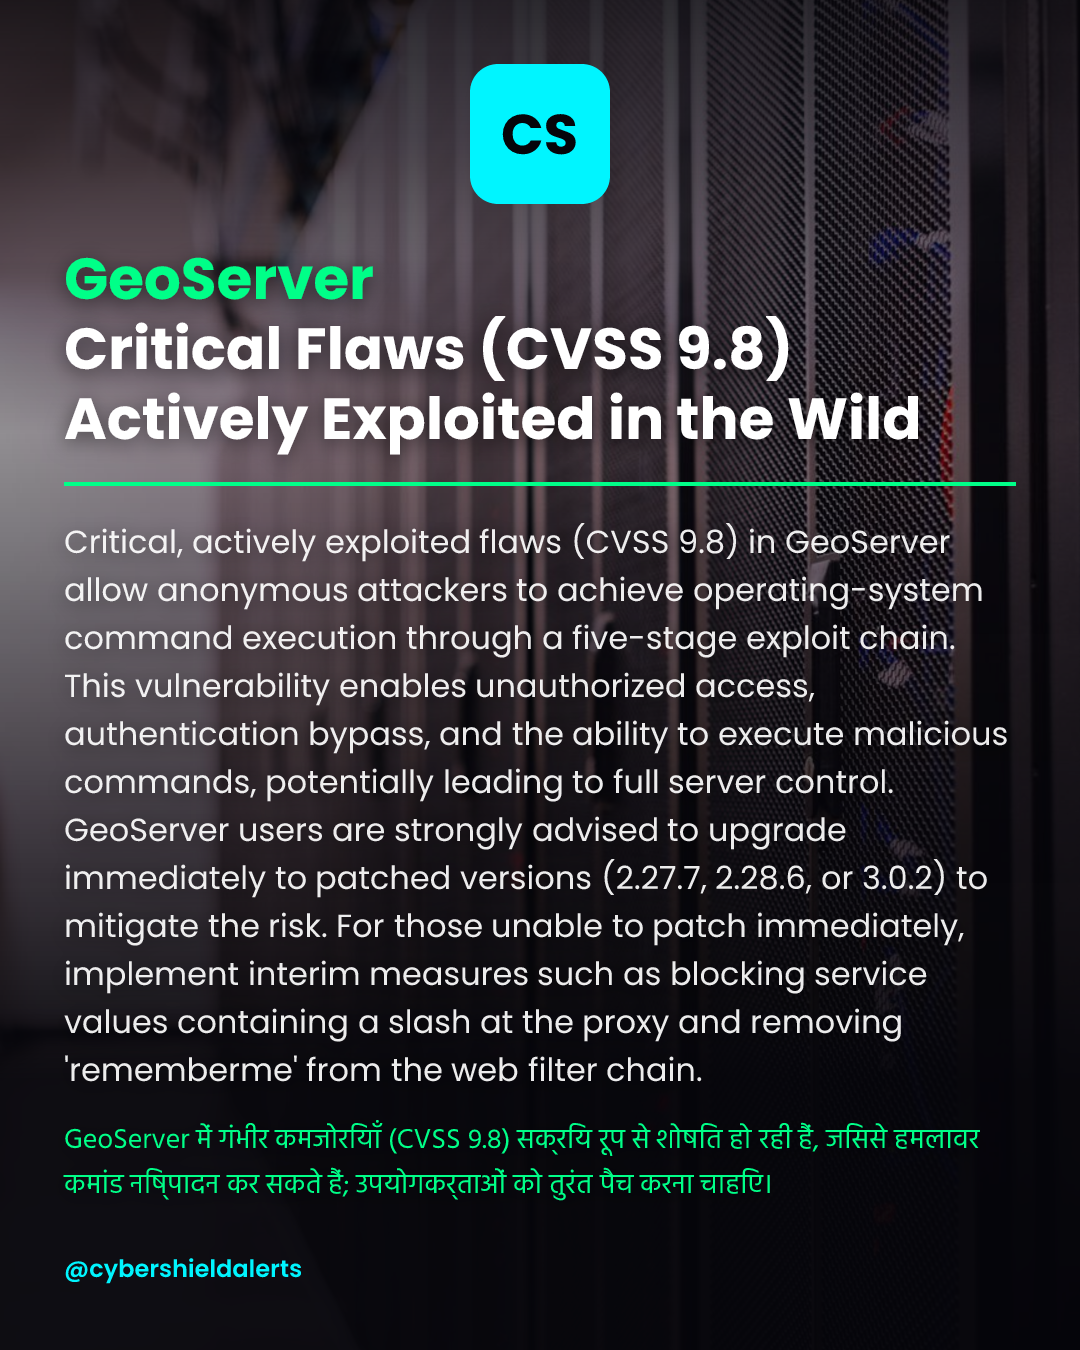 CS
GeoServer
Critical Flaws (CVSS 9.8)
Actively Exploited in the Wild
Critical, actively exploited flaws (CVSS 9.8) in GeoServer
allow anonymous attackers to achieve operating-system
command execution through a five-stage exploit chain.
This vulnerability enables unauthorized access,
authentication bypass, and the ability to execute malicious
commands, potentially leading to full server control.
GeoServer users are strongly advised to upgrade
immediately to patched versions (2.27.7, 2.28.6, or 3.0.2) to
mitigate the risk. For those unable to patch immediately,
implement interim measures such as blocking service
values containing a slash at the proxy and removing
'rememberme' from the web filter chain.
GeoServer में गंभीर कमजोरियाँ (CVSS 9.8) सक्रिय रूप से शोषित हो रही हैं, जिससे हमलावर
कमांड निष्पादन कर सकते हैं; उपयोगकर्ताओं को तुरंत पैच करना चाहिए।
@cybershieldalerts